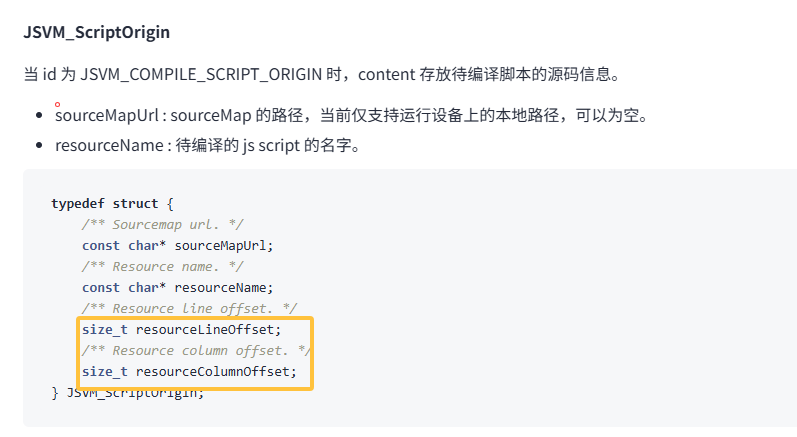 JSVM_ScriptOrigin
当 id 为 JSVM_COMPILE_SCRIPT_ORIGIN 时，content 存放待编译脚本的源码信息。
sourceMapUrl : sourceMap 的路径，当前仅支持运行设备上的本地路径，可以为空。
resourceName : 待编译的 js script 的名字。
typedef struct {
/** Sourcemap url. */
const char* sourceMapUrl;
/** Resource name. */
const char* resourceName;
/** Resource line offset. */
size_t resourceLineOffset;
/** Resource column offset. */
size_t resourceColumnOffset;
} JSVM_ScriptOrigin;